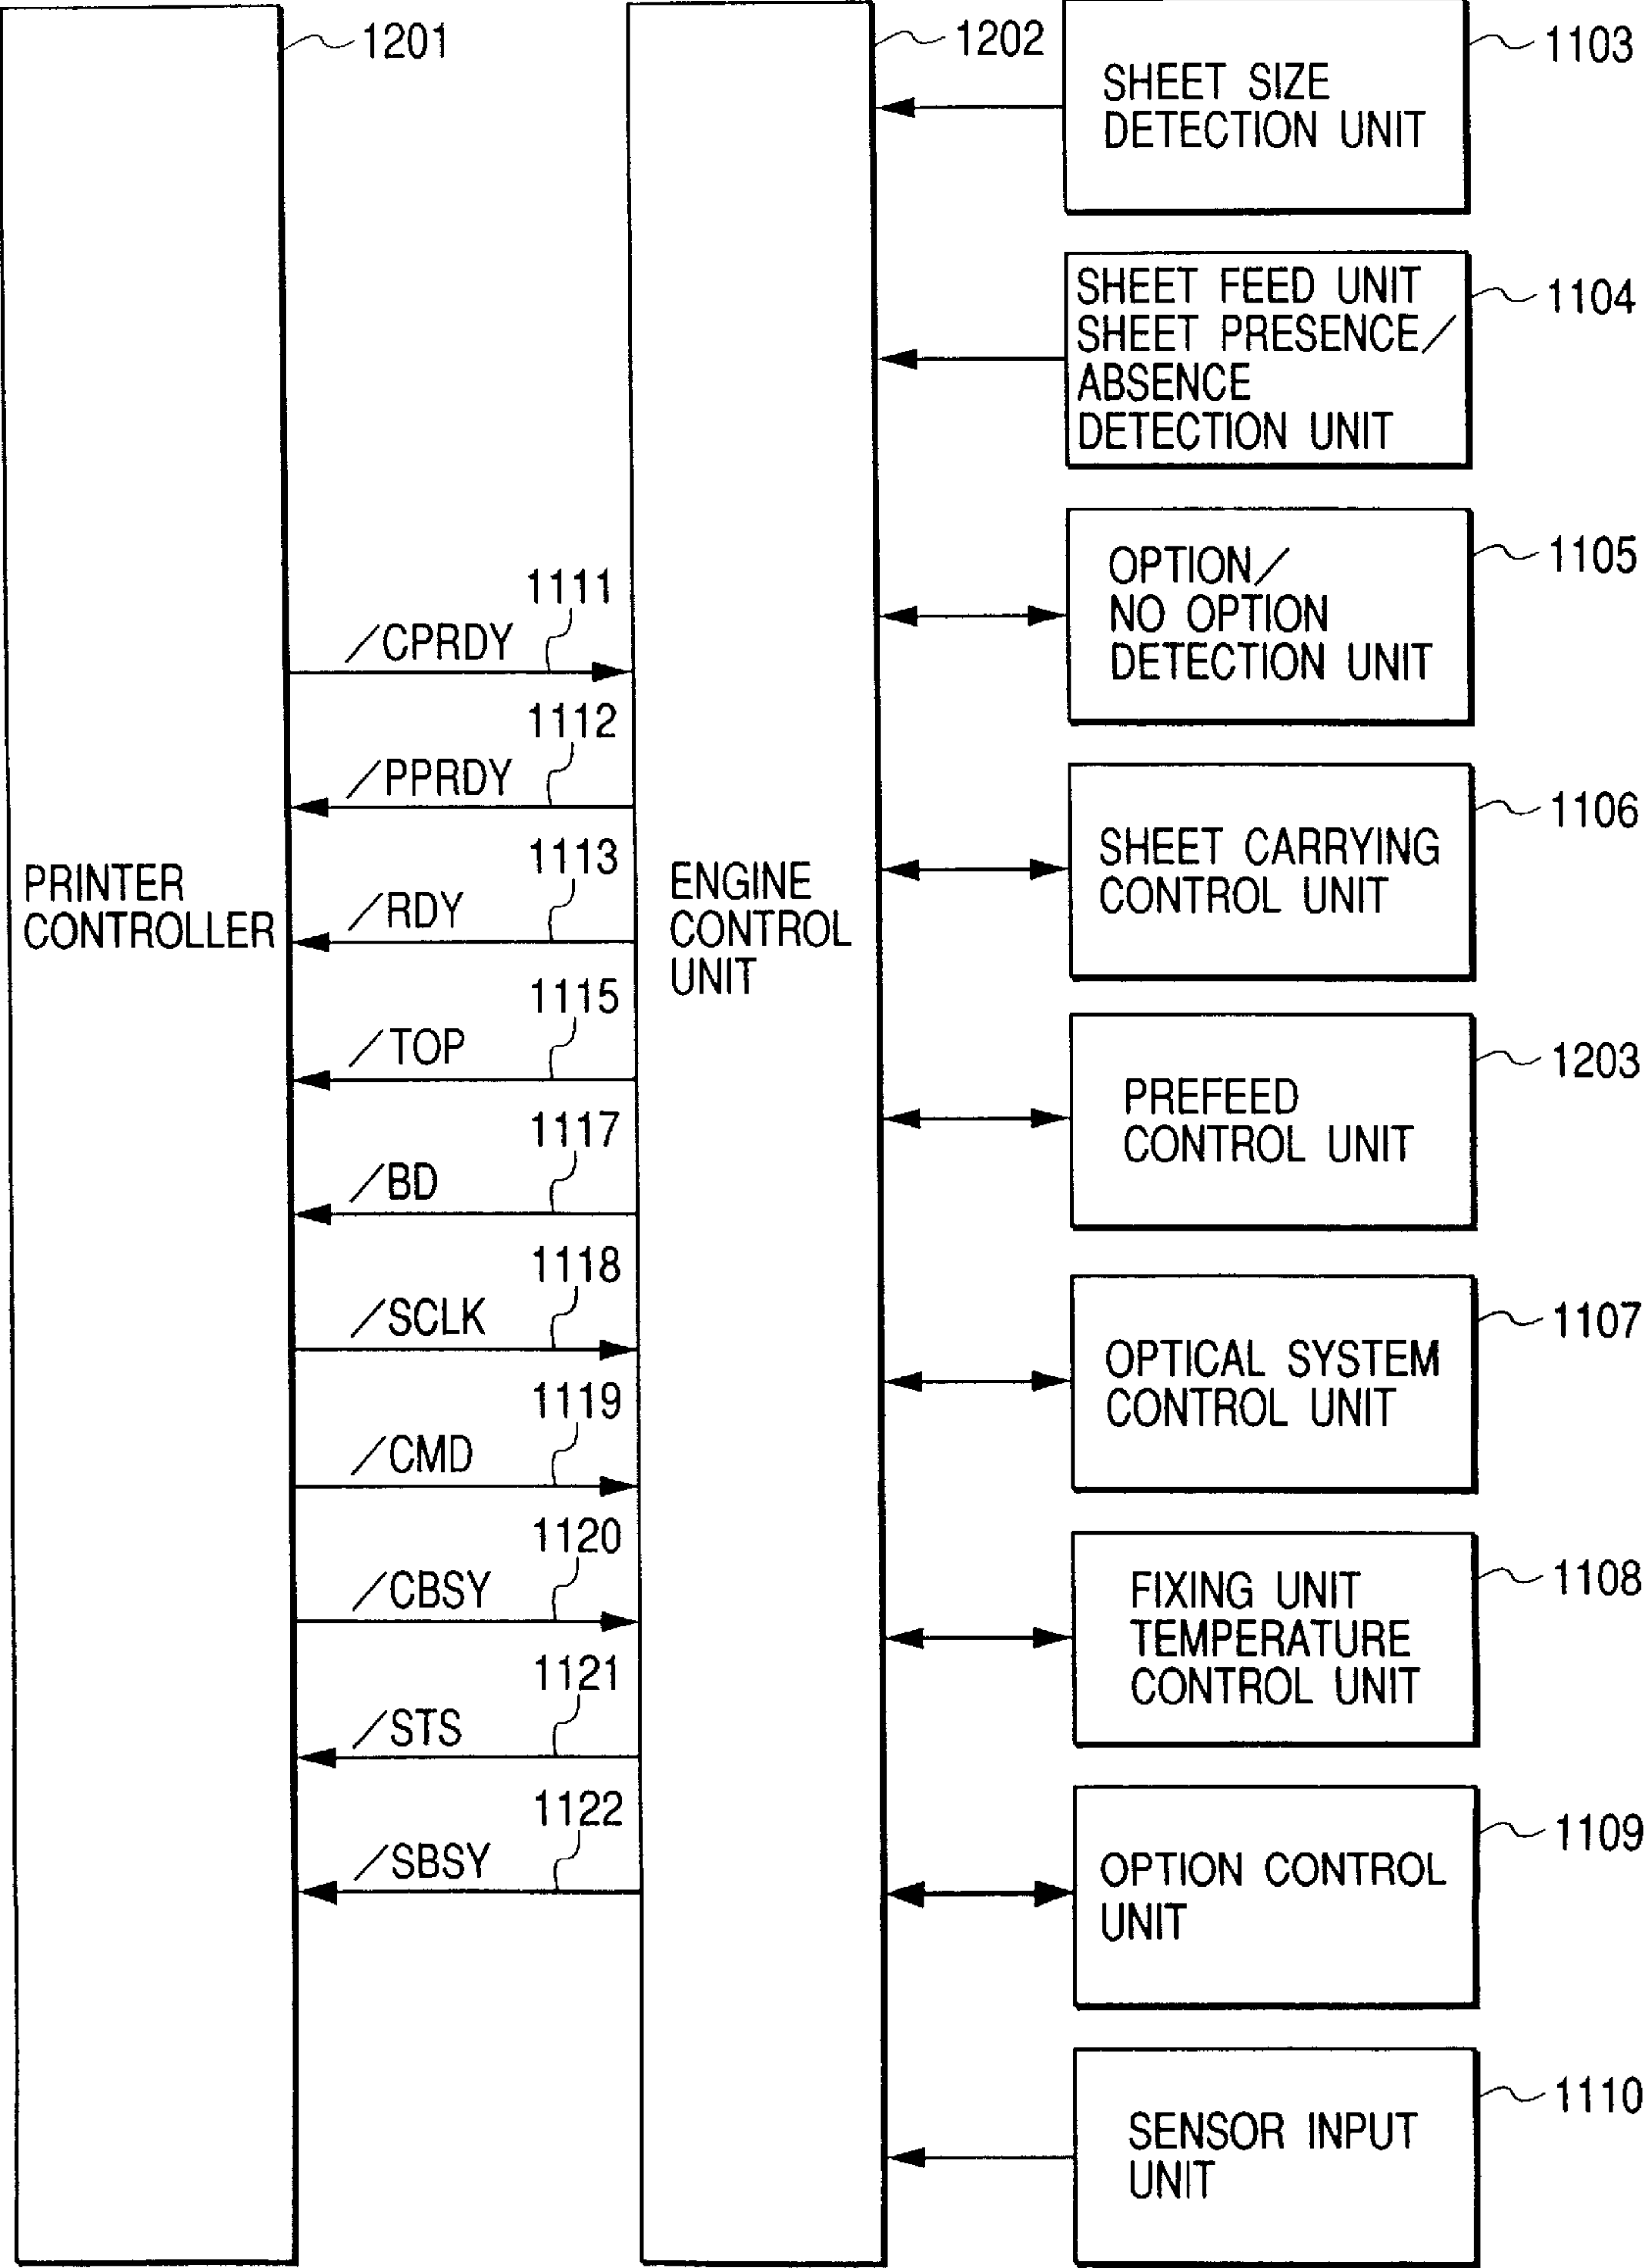 1201
PRINTER
CONTROLLER
1111
/CPRDY
1112
/PPRDY
1113
/RDY
1115
/TOP
1117
/BD
1118
/SCLK
1119
/CMD
1120
/CBSY
1121
/STS
1122
/SBSY
1202
ENGINE
CONTROL
UNIT
1103
SHEET SIZE
DETECTION UNIT
1104
SHEET FEED UNIT
SHEET PRESENCE/
ABSENCE
DETECTION UNIT
1105
OPTION/
NO OPTION
DETECTION UNIT
1106
SHEET CARRYING
CONTROL UNIT
1203
PREFEED
CONTROL UNIT
1107
OPTICAL SYSTEM
CONTROL UNIT
1108
FIXING UNIT
TEMPERATURE
CONTROL UNIT
1109
OPTION CONTROL
UNIT
1110
SENSOR INPUT
UNIT